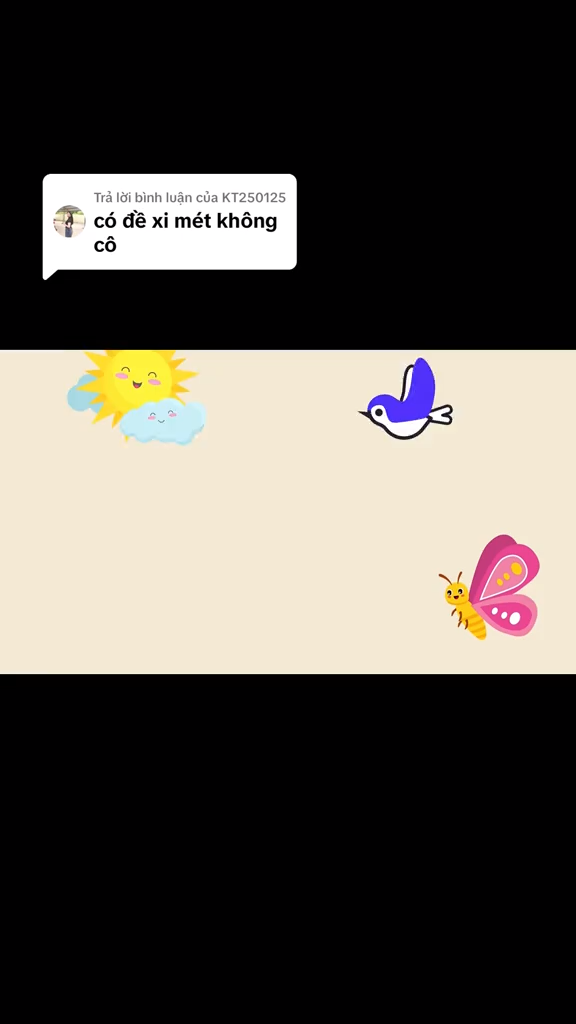 Trả lời bình luận của KT250125
có đề xi mét không
cô